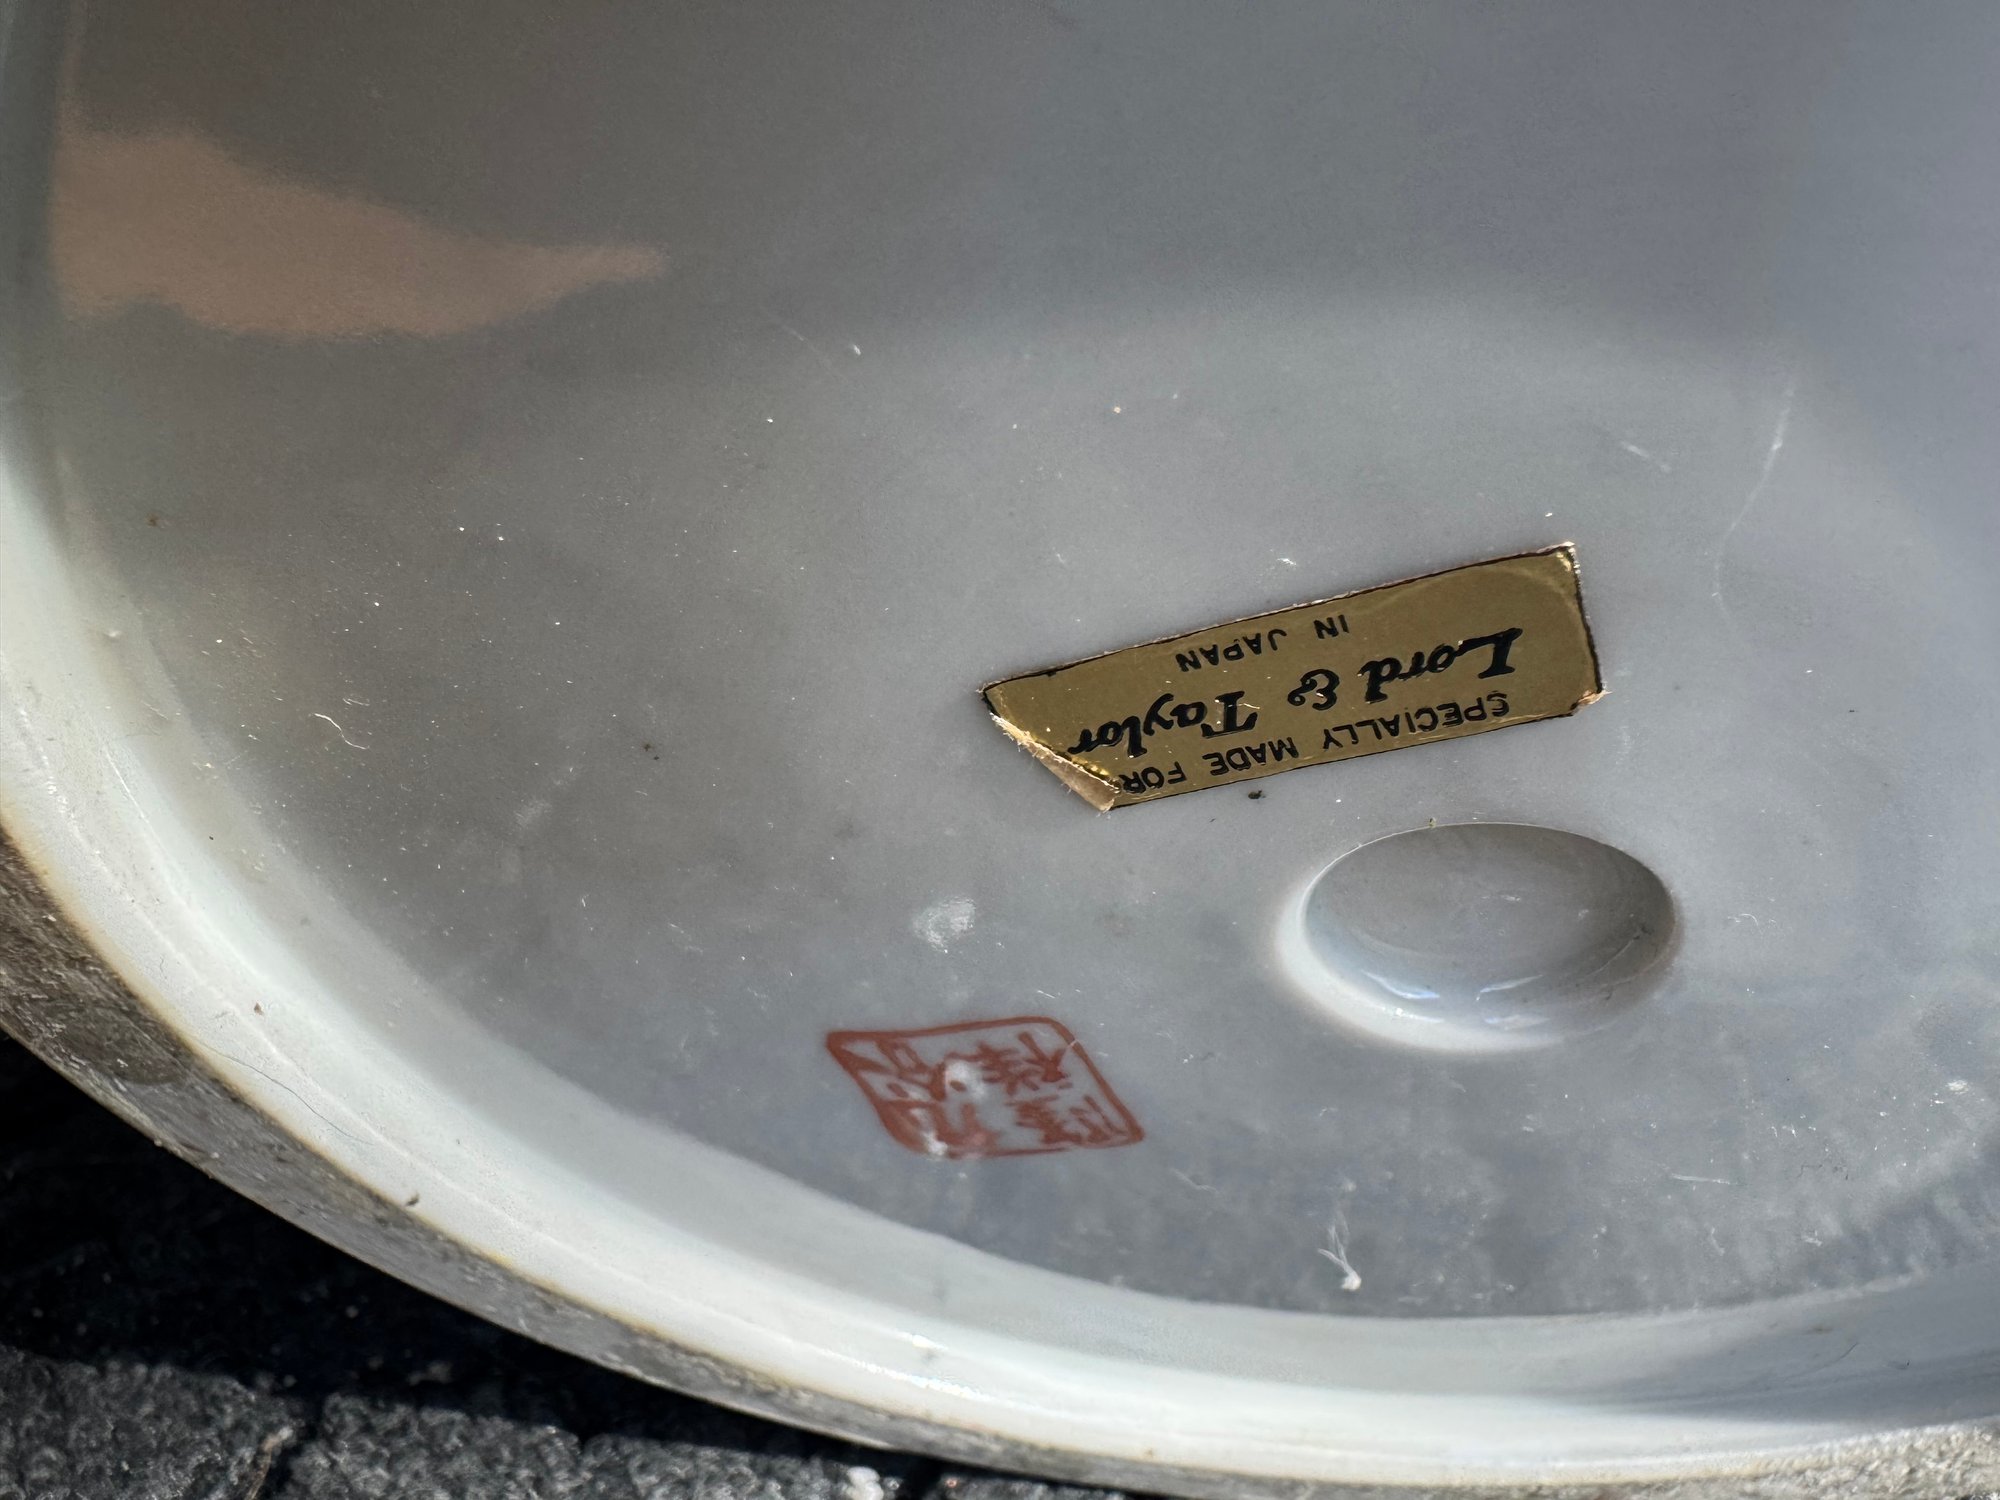 SPECIALLY MADE FOR
Lord & Taylor
IN JAPAN